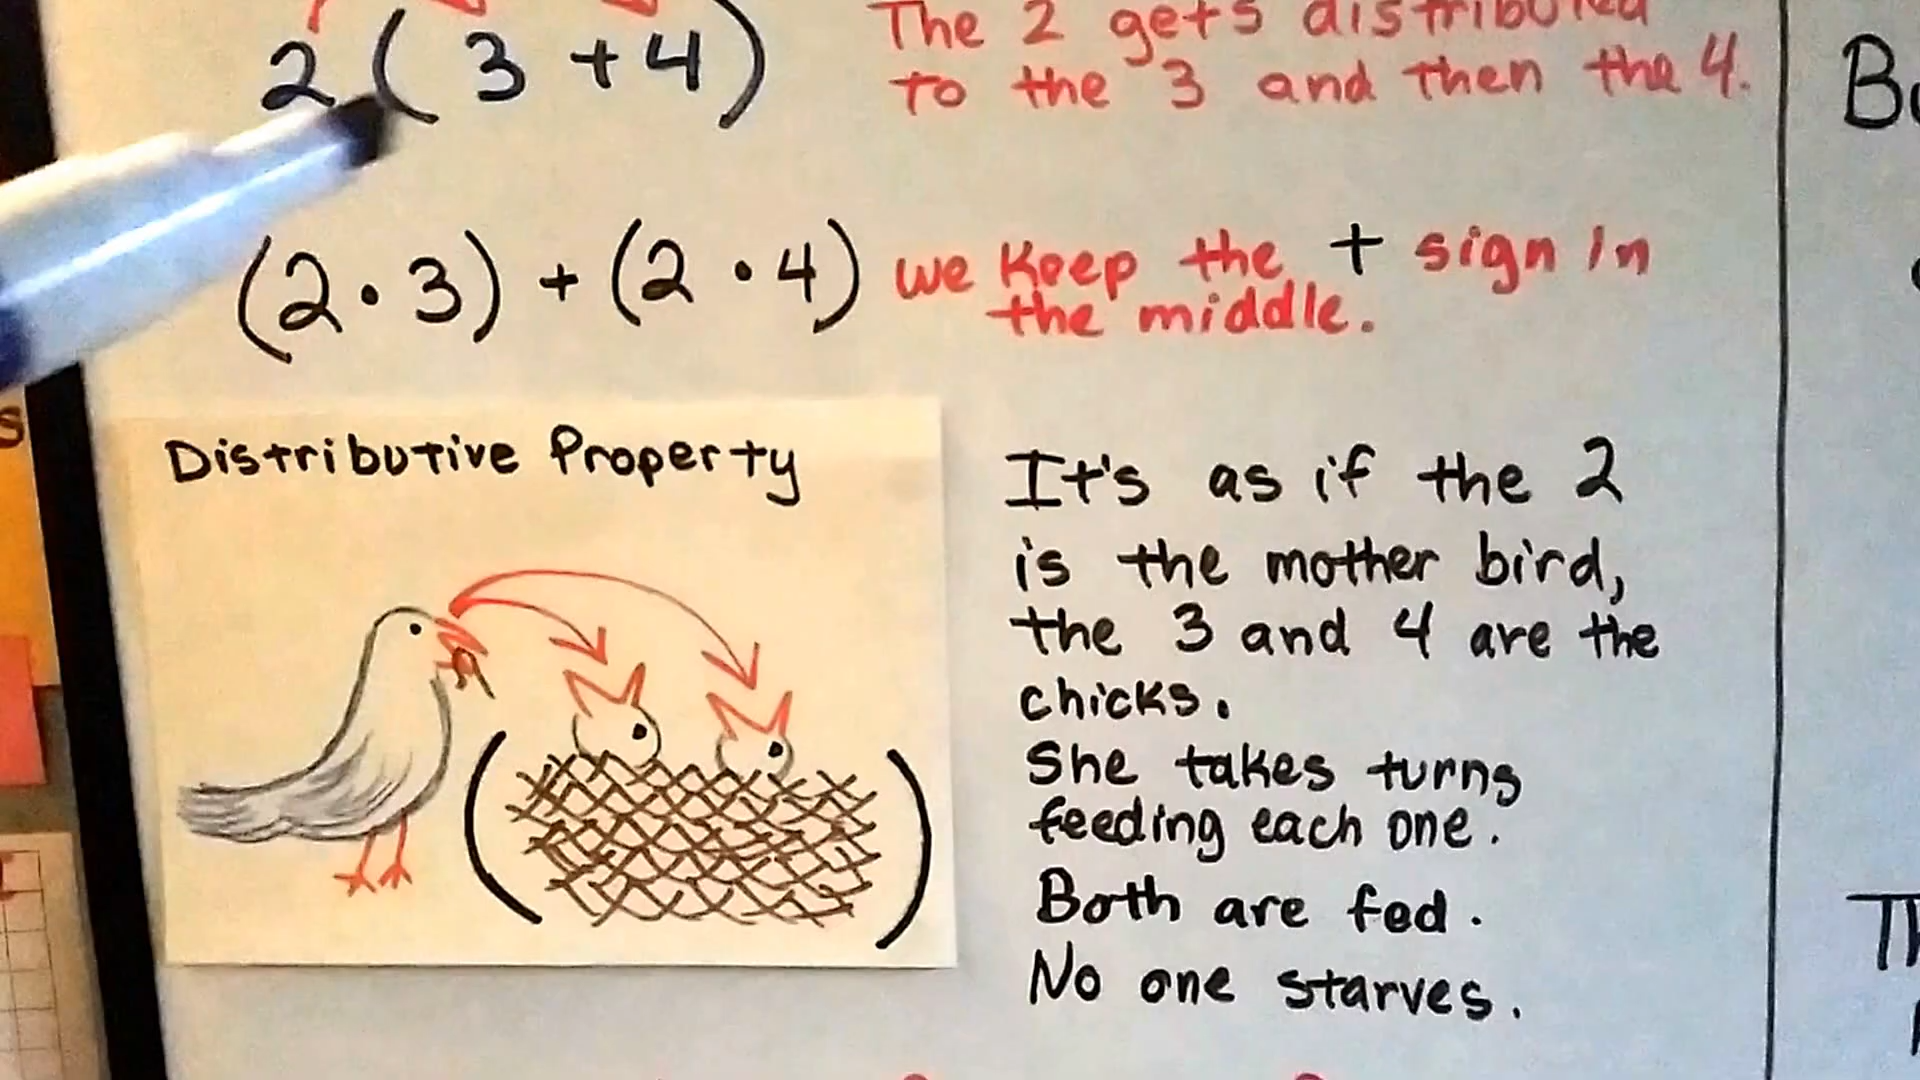 2(3+4)
The 2 gets distributed
to the 3 and then the 4.
(2·3)+(2·4)
we keep the + sign in
the middle.
Distributive Property
It's as if the 2
is the mother bird,
the 3 and 4 are the
chicks.
She takes turns
feeding each one.
Both are fed.
No one starves.